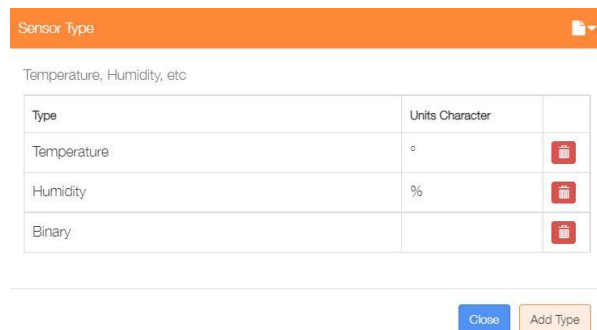 Sensor Type
Temperature, Humidity, etc
Type Units Character
Temperature °
Humidity %
Binary
Close Add Type